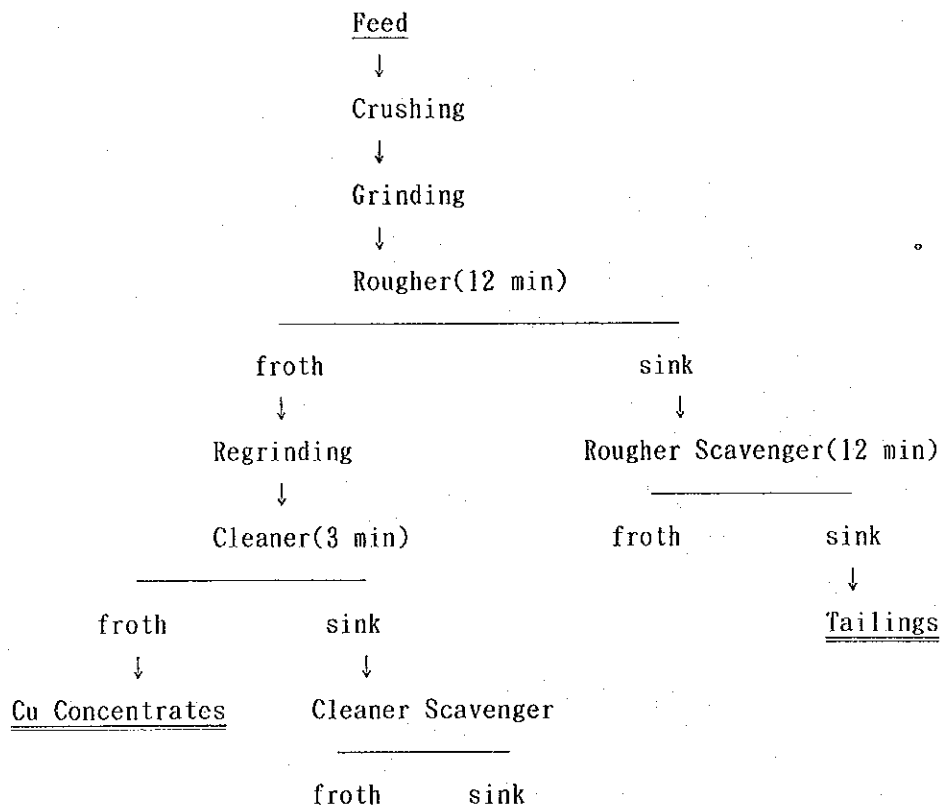 Feed
↓
Crushing
↓
Grinding
↓
Rougher(12 min)
froth sink
↓ ↓
Regrinding Rougher Scavenger(12 min)
↓
Cleaner(3 min) froth sink
↓
froth sink Tailings
↓ ↓
Cu Concentrates Cleaner Scavenger
froth sink